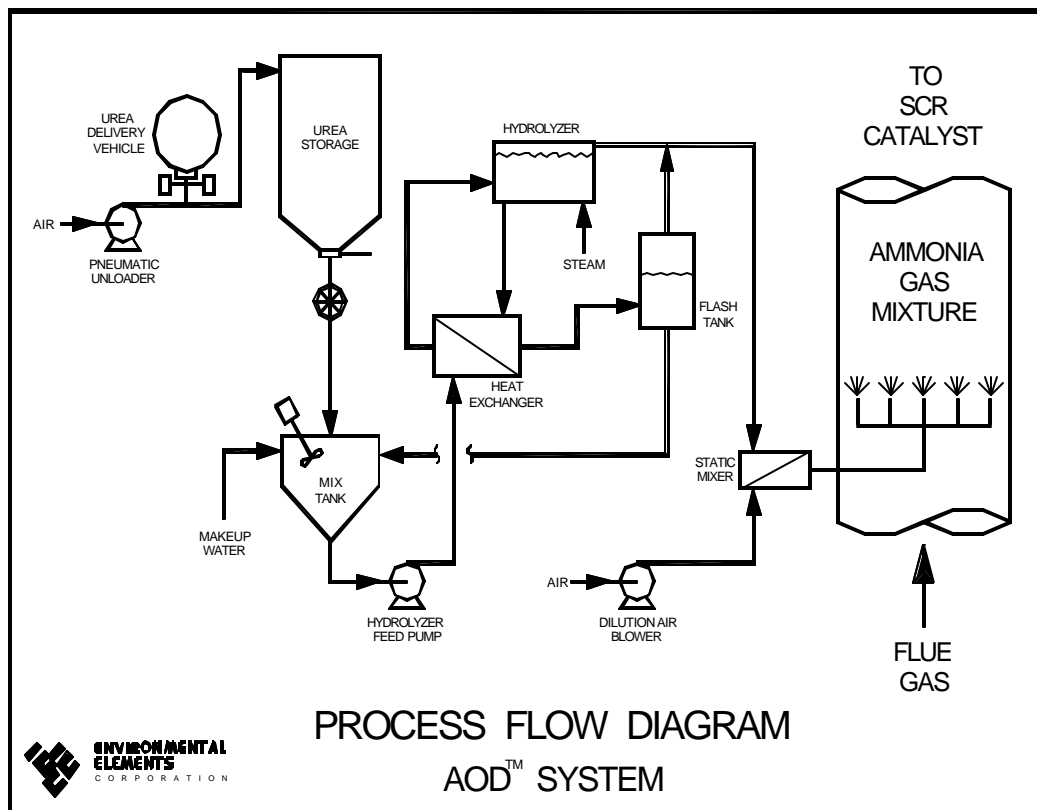 UREA
DELIVERY
VEHICLE
AIR
PNEUMATIC
UNLOADER
UREA
STORAGE
HYDROLYZER
STEAM
FLASH
TANK
HEAT
EXCHANGER
MIX
TANK
MAKEUP
WATER
HYDROLYZER
FEED PUMP
AIR
DILUTION AIR
BLOWER
STATIC
MIXER
TO
SCR
CATALYST
AMMONIA
GAS
MIXTURE
FLUE
GAS
PROCESS FLOW DIAGRAM
AOD™ SYSTEM
ENVIRONMENTAL
ELEMENTS
CORPORATION